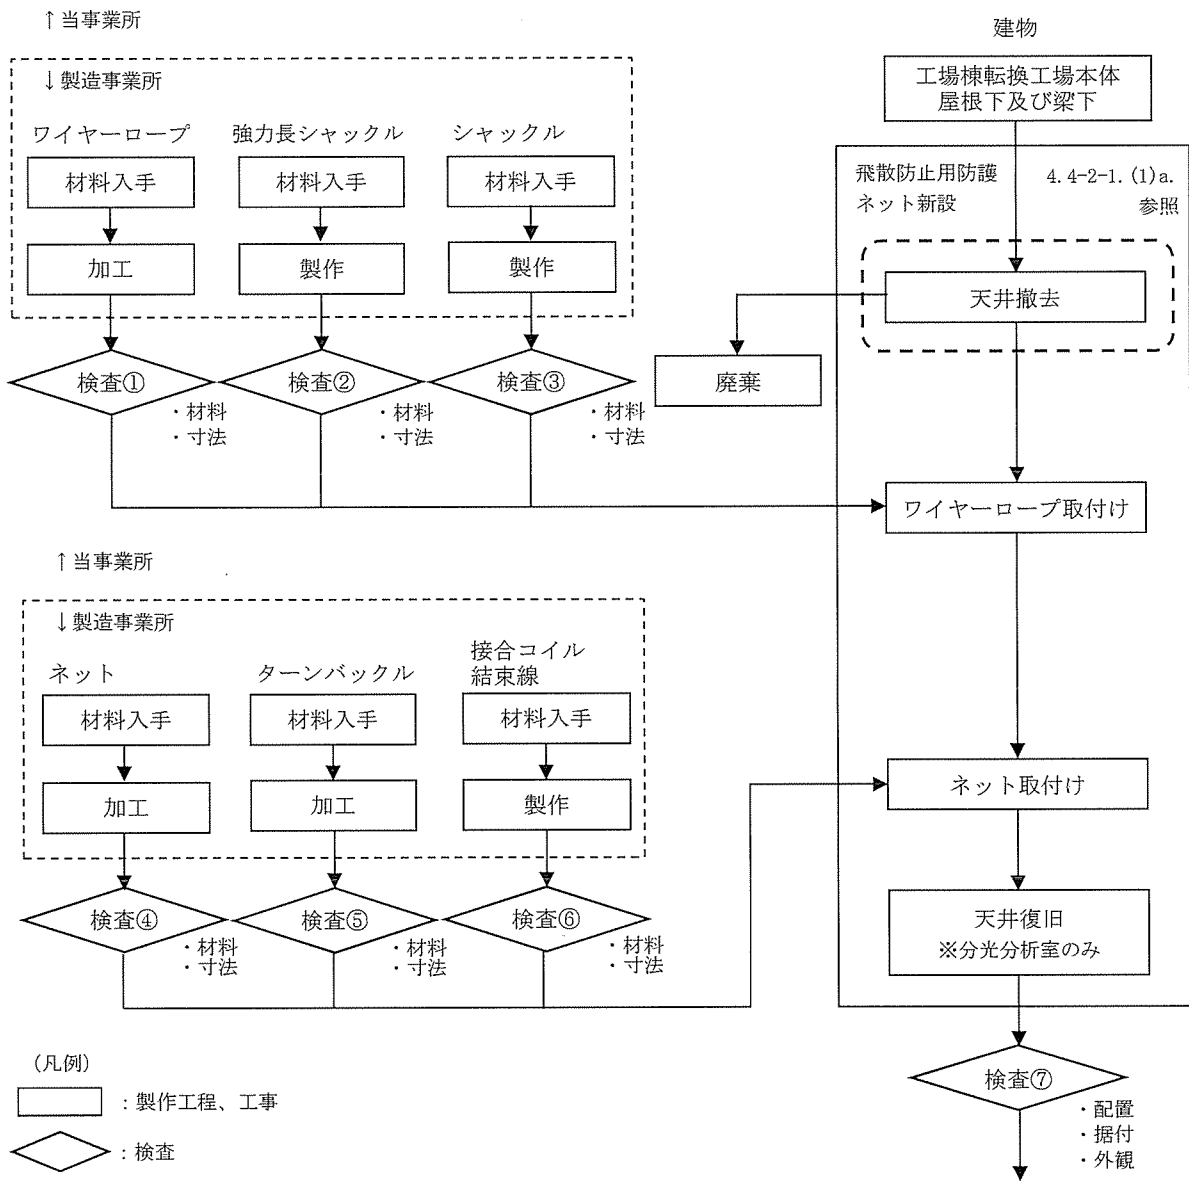 ↑当事業所
↓製造事業所
ワイヤーロープ
強力長シャックル
シャックル
材料入手
材料入手
材料入手
加工
製作
製作
検査①
検査②
検査③
・材料
・寸法
・材料
・寸法
・材料
・寸法
建物
工場棟転換工場本体
屋根下及び梁下
飛散防止用防護
ネット新設
4.4-2-1.(1)a.
参照
天井撤去
廃棄
ワイヤーロープ取付け
↑当事業所
↓製造事業所
ネット
ターンバックル
接合コイル
結束線
材料入手
材料入手
材料入手
加工
加工
製作
検査④
検査⑤
検査⑥
・材料
・寸法
・材料
・寸法
・材料
・寸法
ネット取付け
天井復旧
※分光分析室のみ
検査⑦
・配置
・据付
・外観
(凡例)
：製作工程、工事
：検査